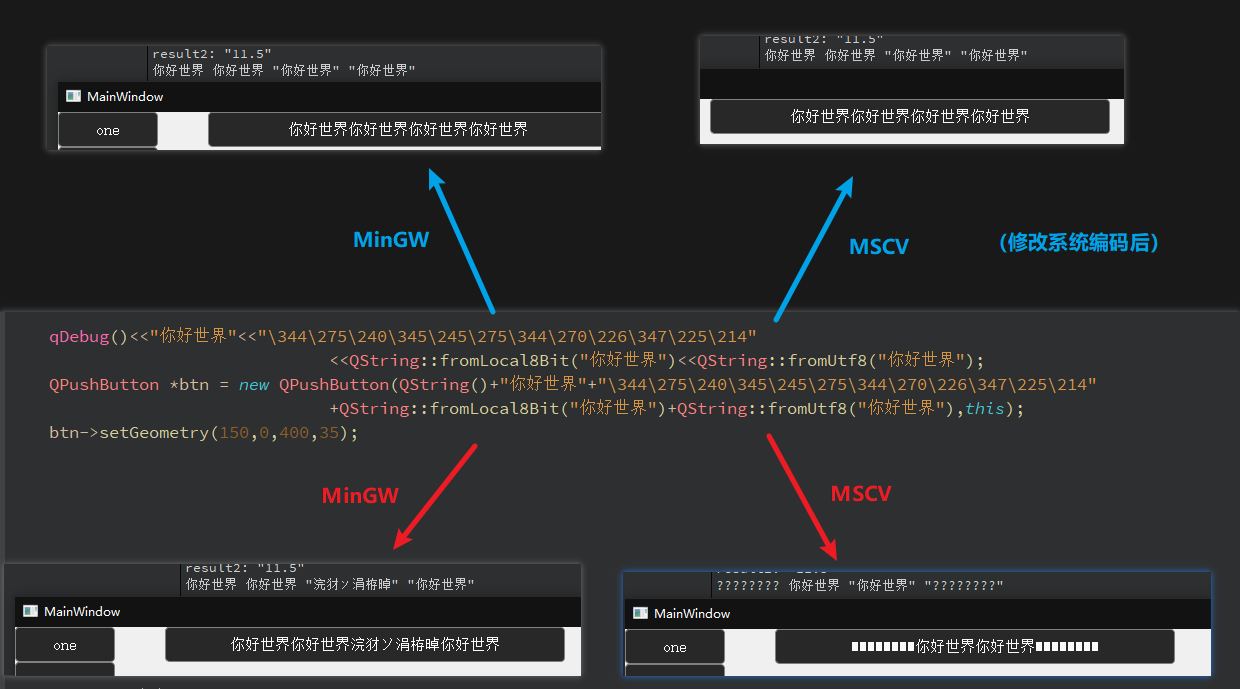 result2: "11.5"
你好世界 你好世界 "你好世界" "你好世界"
MainWindow
one
你好世界你好世界你好世界你好世界
result2: "11.5"
你好世界 你好世界 "你好世界" "你好世界"
你好世界你好世界你好世界你好世界
MinGW
MSCV
(修改系统编码后)
qDebug()<<"你好世界"<<"\344\275\240\345\245\275\344\270\226\347\225\214"
<<QString::fromLocal8Bit("你好世界")<<QString::fromUtf8("你好世界");
QPushButton *btn = new QPushButton(QString()+"你好世界"+"\344\275\240\345\245\275\344\270\226\347\225\214"
+QString::fromLocal8Bit("你好世界")+QString::fromUtf8("你好世界"),this);
btn->setGeometry(150,0,400,35);
MinGW
MSCV
result2: "11.5"
你好世界 你好世界 "浣犲ソ涓栫晫" "你好世界"
MainWindow
one
你好世界你好世界浣犲ソ涓栫晫你好世界
???????? 你好世界 "你好世界" "????????"
MainWindow
one
你好世界你好世界